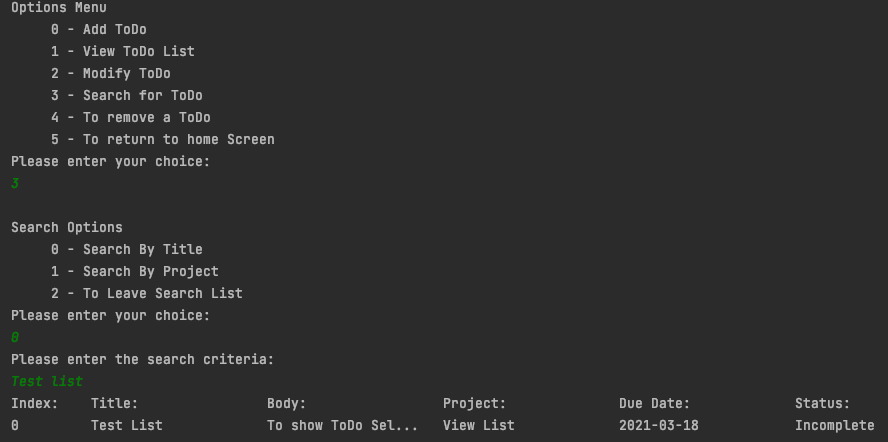 Options Menu
0 - Add ToDo
1 - View ToDo List
2 - Modify ToDo
3 - Search for ToDo
4 - To remove a ToDo
5 - To return to home Screen
Please enter your choice:
3
Search Options
0 - Search By Title
1 - Search By Project
2 - To Leave Search List
Please enter your choice:
0
Please enter the search criteria:
Test list
Index: Title: Body: Project: Due Date: Status:
0 Test List To show ToDo Sel... View List 2021-03-18 Incomplete